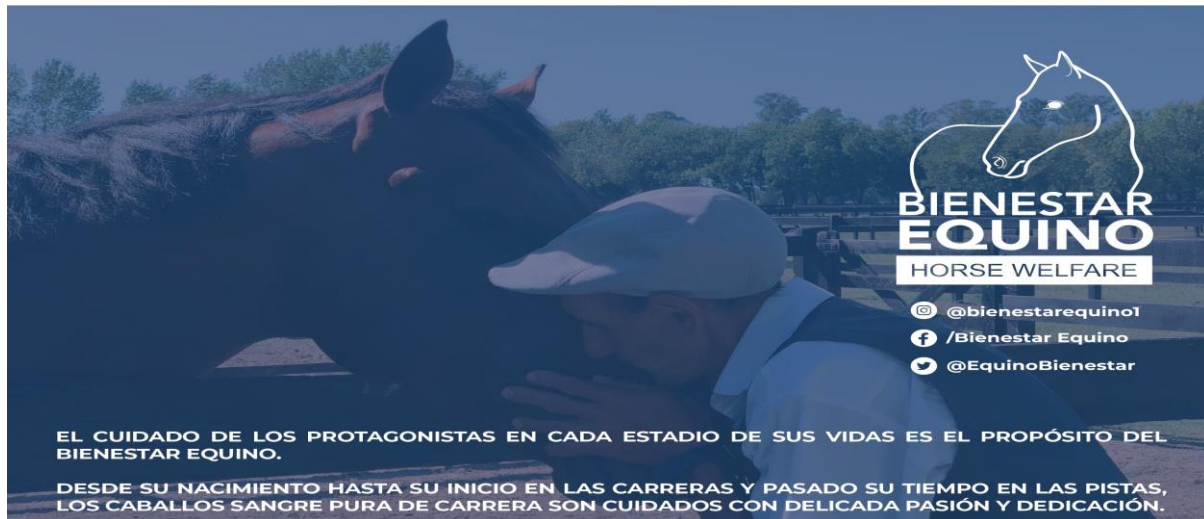 BIENESTAR
EQUINO
HORSE WELFARE
@bienestarequino1
/Bienestar Equino
@EquinoBienestar
EL CUIDADO DE LOS PROTAGONISTAS EN CADA ESTADIO DE SUS VIDAS ES EL PROPÓSITO DEL
BIENESTAR EQUINO.
DESDE SU NACIMIENTO HASTA SU INICIO EN LAS CARRERAS Y PASADO SU TIEMPO EN LAS PISTAS,
LOS CABALLOS SANGRE PURA DE CARRERA SON CUIDADOS CON DELICADA PASIÓN Y DEDICACIÓN.